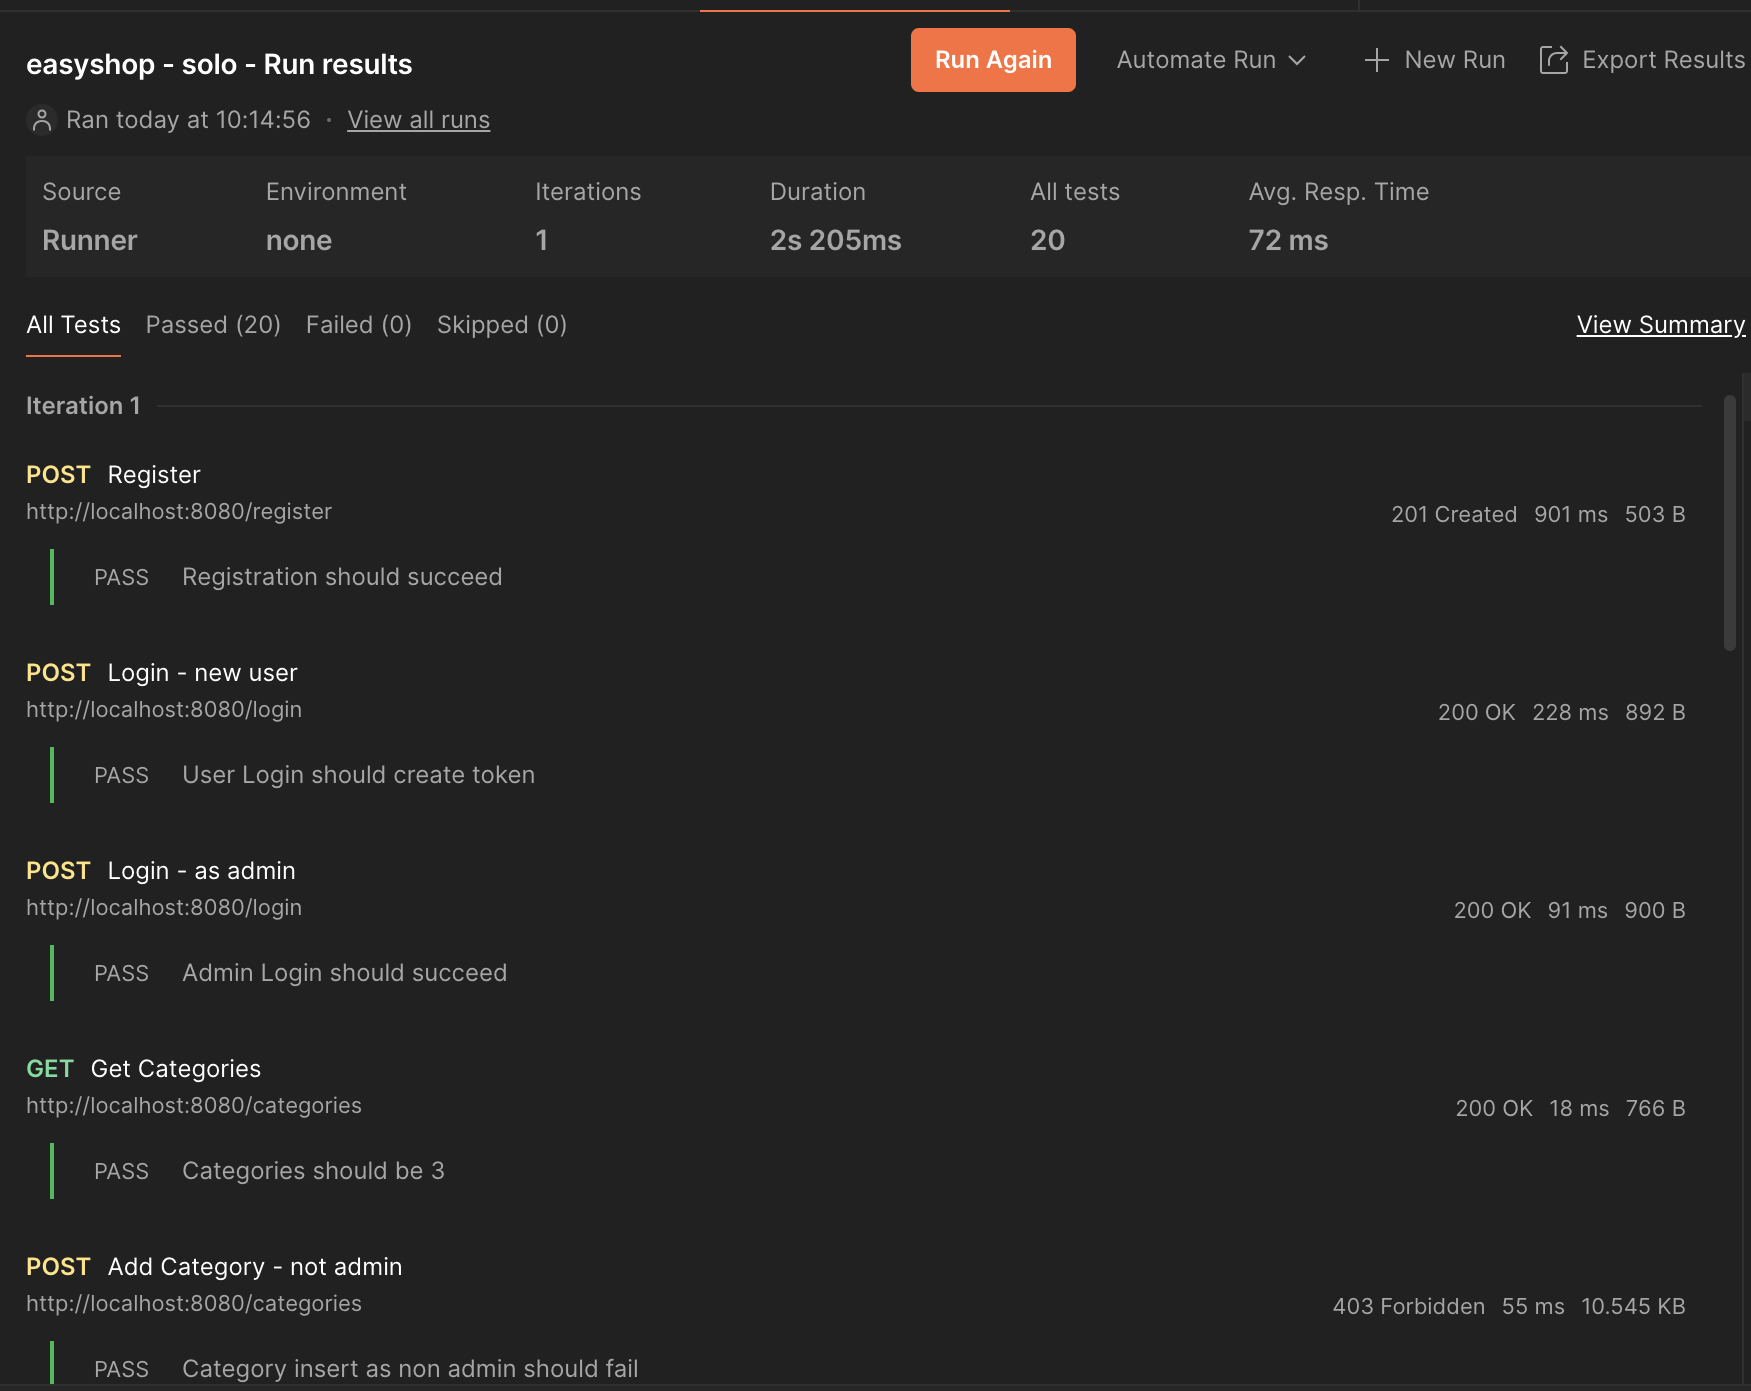 easyshop - solo - Run results
Run Again
Automate Run
New Run
Export Results
Ran today at 10:14:56 · View all runs
Source Environment Iterations Duration All tests Avg. Resp. Time
Runner none 1 2s 205ms 20 72 ms
All Tests Passed (20) Failed (0) Skipped (0) View Summary
Iteration 1
POST Register
http://localhost:8080/register
201 Created 901 ms 503 B
PASS Registration should succeed
POST Login - new user
http://localhost:8080/login
200 OK 228 ms 892 B
PASS User Login should create token
POST Login - as admin
http://localhost:8080/login
200 OK 91 ms 900 B
PASS Admin Login should succeed
GET Get Categories
http://localhost:8080/categories
200 OK 18 ms 766 B
PASS Categories should be 3
POST Add Category - not admin
http://localhost:8080/categories
403 Forbidden 55 ms 10.545 KB
PASS Category insert as non admin should fail